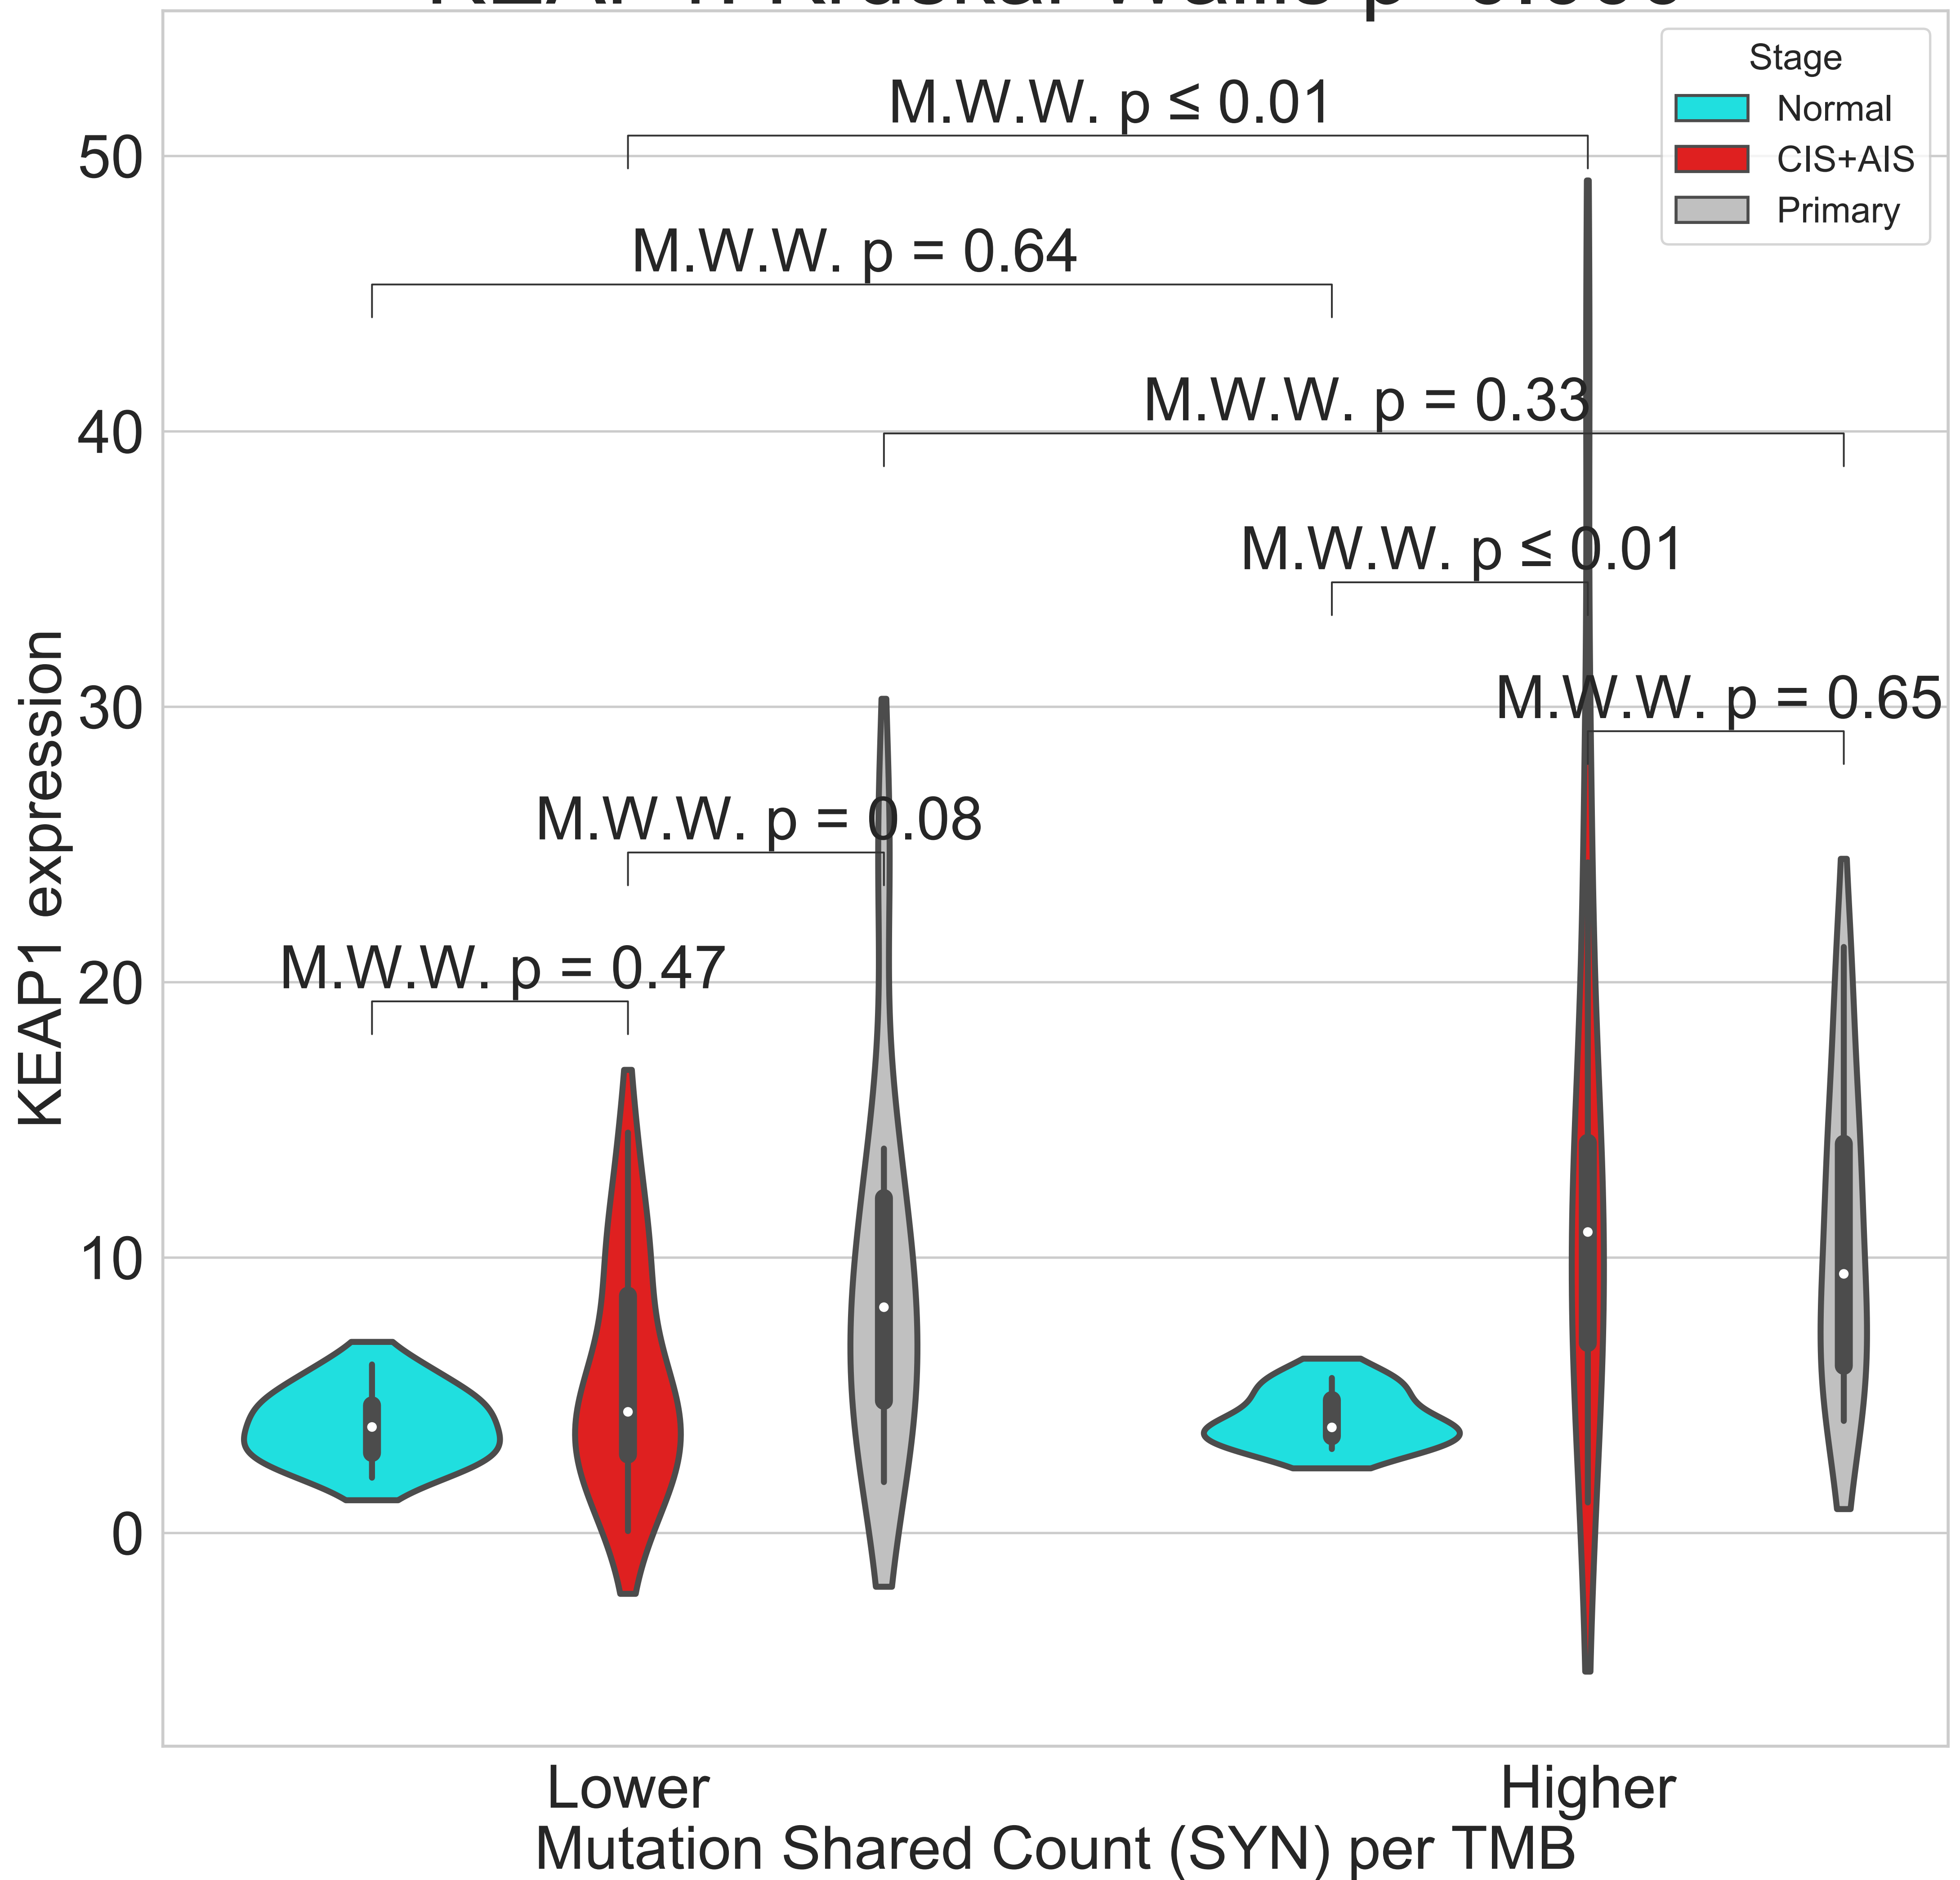 Stage
Normal
CIS+AIS
Primary
M.W.W. p ≤ 0.01
M.W.W. p = 0.64
M.W.W. p = 0.33
M.W.W. p ≤ 0.01
M.W.W. p = 0.65
M.W.W. p = 0.08
M.W.W. p = 0.47
50
40
30
20
10
0
KEAP1 expression
Lower
Higher
Mutation Shared Count (SYN) per TMB